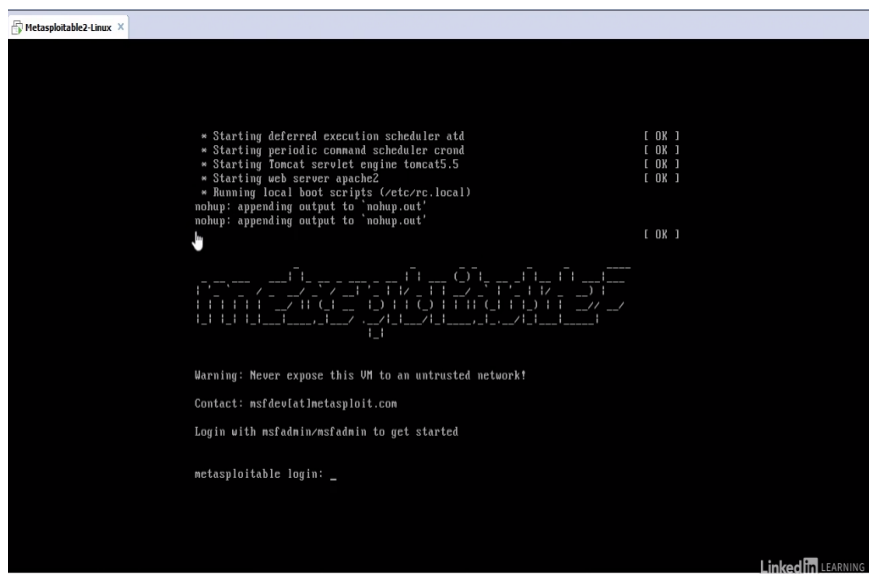 Metasploitable2-Linux ×
* Starting deferred execution scheduler atd [ OK ]
* Starting periodic command scheduler crond [ OK ]
* Starting Tomcat servlet engine tomcat5.5 [ OK ]
* Starting web server apache2 [ OK ]
* Running local boot scripts (/etc/rc.local)
nohup: appending output to `nohup.out'
nohup: appending output to `nohup.out'
[ OK ]
metasploitable2
Warning: Never expose this VM to an untrusted network!
Contact: msfdev[at]metasploit.com
Login with msfadmin/msfadmin to get started
metasploitable login: _
Linked in LEARNING